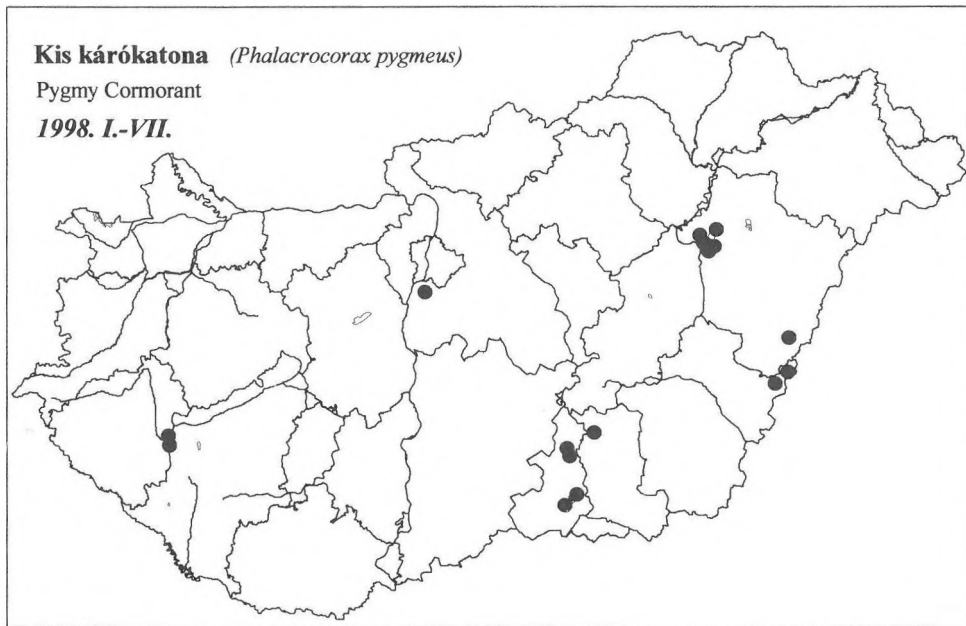 Kis kárókatona (Phalacrocorax pygmeus)
Pygmy Cormorant
1998. I.-VII.